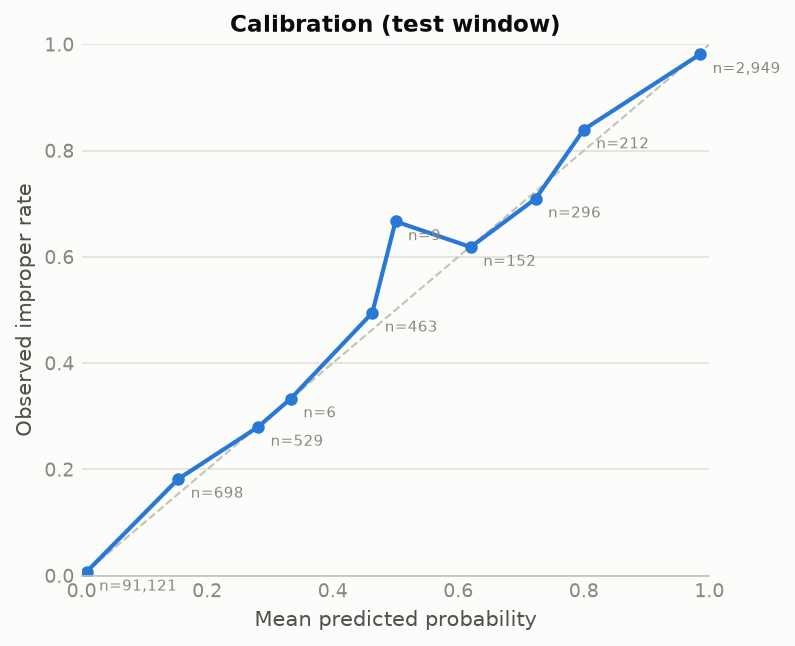 Calibration (test window)
1.0
n=2,949
0.8
n=212
n=296
n=9
0.6
n=152
n=463
0.4
n=6
n=529
0.2
n=698
0.0
n=91,121
0.0
0.2
0.4
0.6
0.8
1.0
Mean predicted probability
Observed improper rate